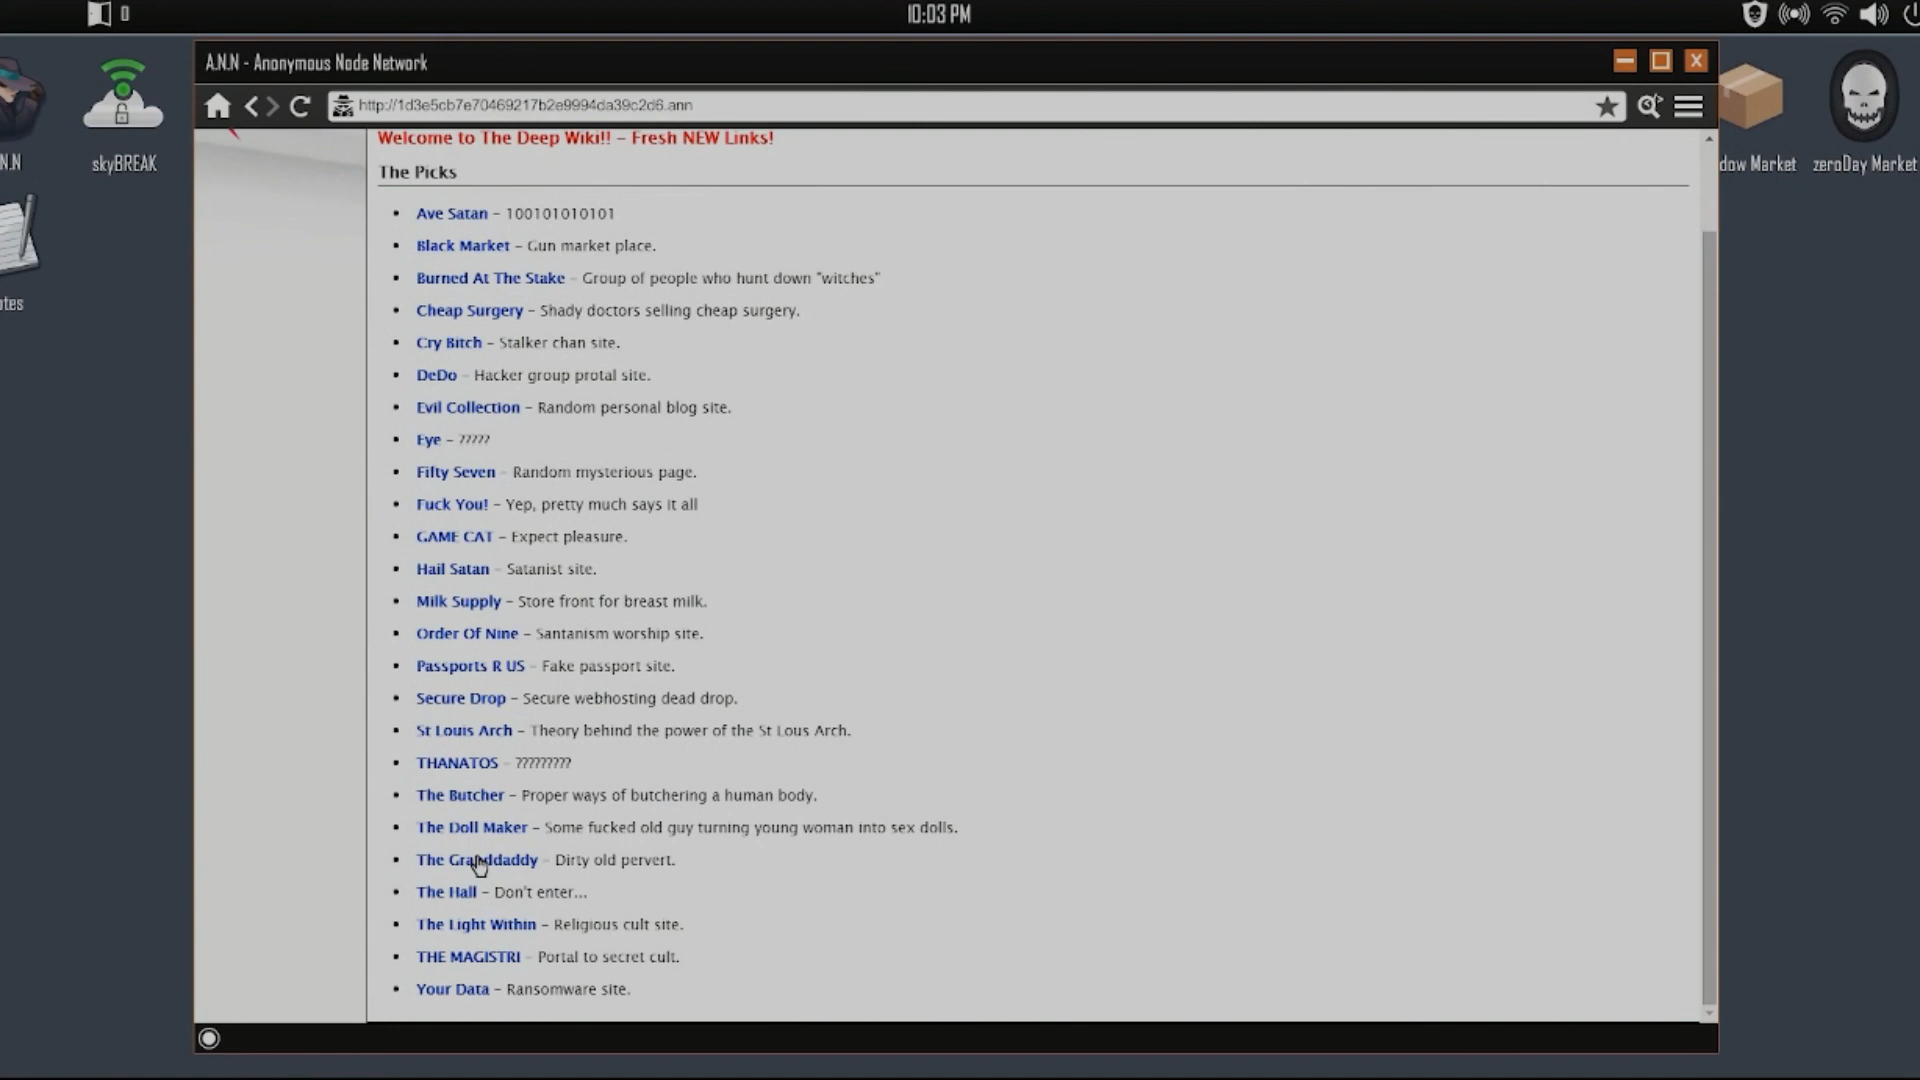 0
10:03 PM
A.N.N - Anonymous Node Network
http://1d3e5cb7e70469217b2e9994da39c2d6.ann
N.N
skyBREAK
dow Market
zeroDay Market
otes
Welcome to The Deep Wiki!! – Fresh NEW Links!
The Picks
• Ave Satan – 100101010101
• Black Market – Gun market place.
• Burned At The Stake – Group of people who hunt down "witches"
• Cheap Surgery – Shady doctors selling cheap surgery.
• Cry Bitch – Stalker chan site.
• DeDo – Hacker group protal site.
• Evil Collection – Random personal blog site.
• Eye – ?????
• Fifty Seven – Random mysterious page.
• Fuck You! – Yep, pretty much says it all
• GAME CAT – Expect pleasure.
• Hail Satan – Satanist site.
• Milk Supply – Store front for breast milk.
• Order Of Nine – Santanism worship site.
• Passports R US – Fake passport site.
• Secure Drop – Secure webhosting dead drop.
• St Louis Arch – Theory behind the power of the St Lous Arch.
• THANATOS – ?????????
• The Butcher – Proper ways of butchering a human body.
• The Doll Maker – Some fucked old guy turning young woman into sex dolls.
• The Granddaddy – Dirty old pervert.
• The Hall – Don't enter...
• The Light Within – Religious cult site.
• THE MAGISTRI – Portal to secret cult.
• Your Data – Ransomware site.